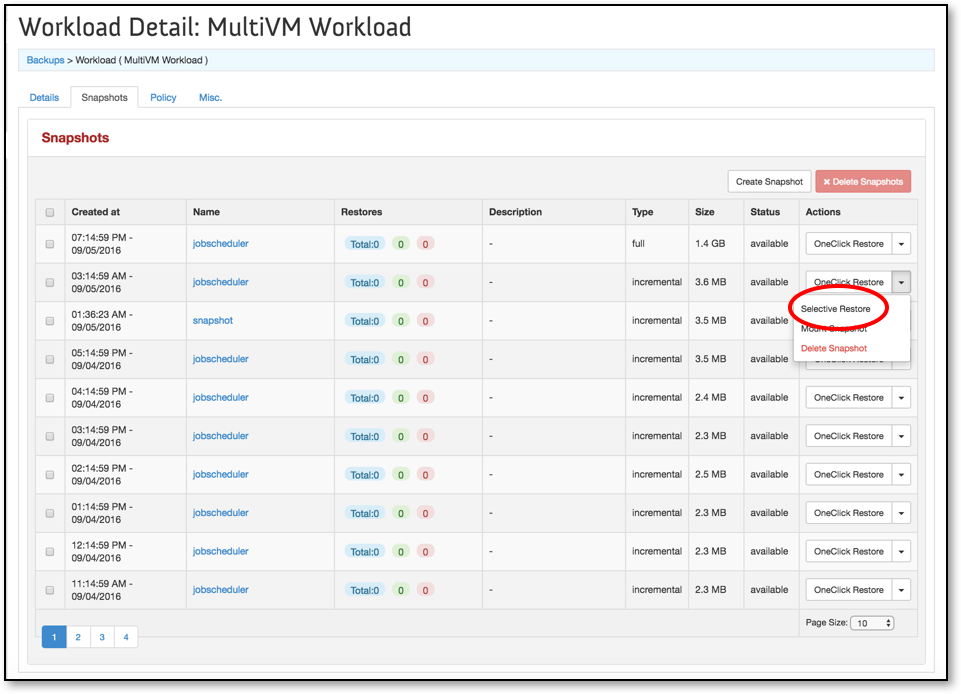 Workload Detail: MultiVM Workload
Backups > Workload ( MultiVM Workload )
Details Snapshots Policy Misc.
Snapshots
Create Snapshot × Delete Snapshots
Created at Name Restores Description Type Size Status Actions
07:14:59 PM -
09/05/2016 jobscheduler Total:0 0 0 - full 1.4 GB available OneClick Restore
03:14:59 AM -
09/05/2016 jobscheduler Total:0 0 0 - incremental 3.6 MB available OneClick Restore
Selective Restore
Mount Snapshot
Delete Snapshot
01:36:23 AM -
09/05/2016 snapshot Total:0 0 0 - incremental 3.5 MB available
05:14:59 PM -
09/04/2016 jobscheduler Total:0 0 0 - incremental 3.5 MB available OneClick Restore
04:14:59 PM -
09/04/2016 jobscheduler Total:0 0 0 - incremental 2.4 MB available OneClick Restore
03:14:59 PM -
09/04/2016 jobscheduler Total:0 0 0 - incremental 2.3 MB available OneClick Restore
02:14:59 PM -
09/04/2016 jobscheduler Total:0 0 0 - incremental 2.5 MB available OneClick Restore
01:14:59 PM -
09/04/2016 jobscheduler Total:0 0 0 - incremental 2.3 MB available OneClick Restore
12:14:59 PM -
09/04/2016 jobscheduler Total:0 0 0 - incremental 2.3 MB available OneClick Restore
11:14:59 AM -
09/04/2016 jobscheduler Total:0 0 0 - incremental 2.3 MB available OneClick Restore
Page Size: 10
1 2 3 4